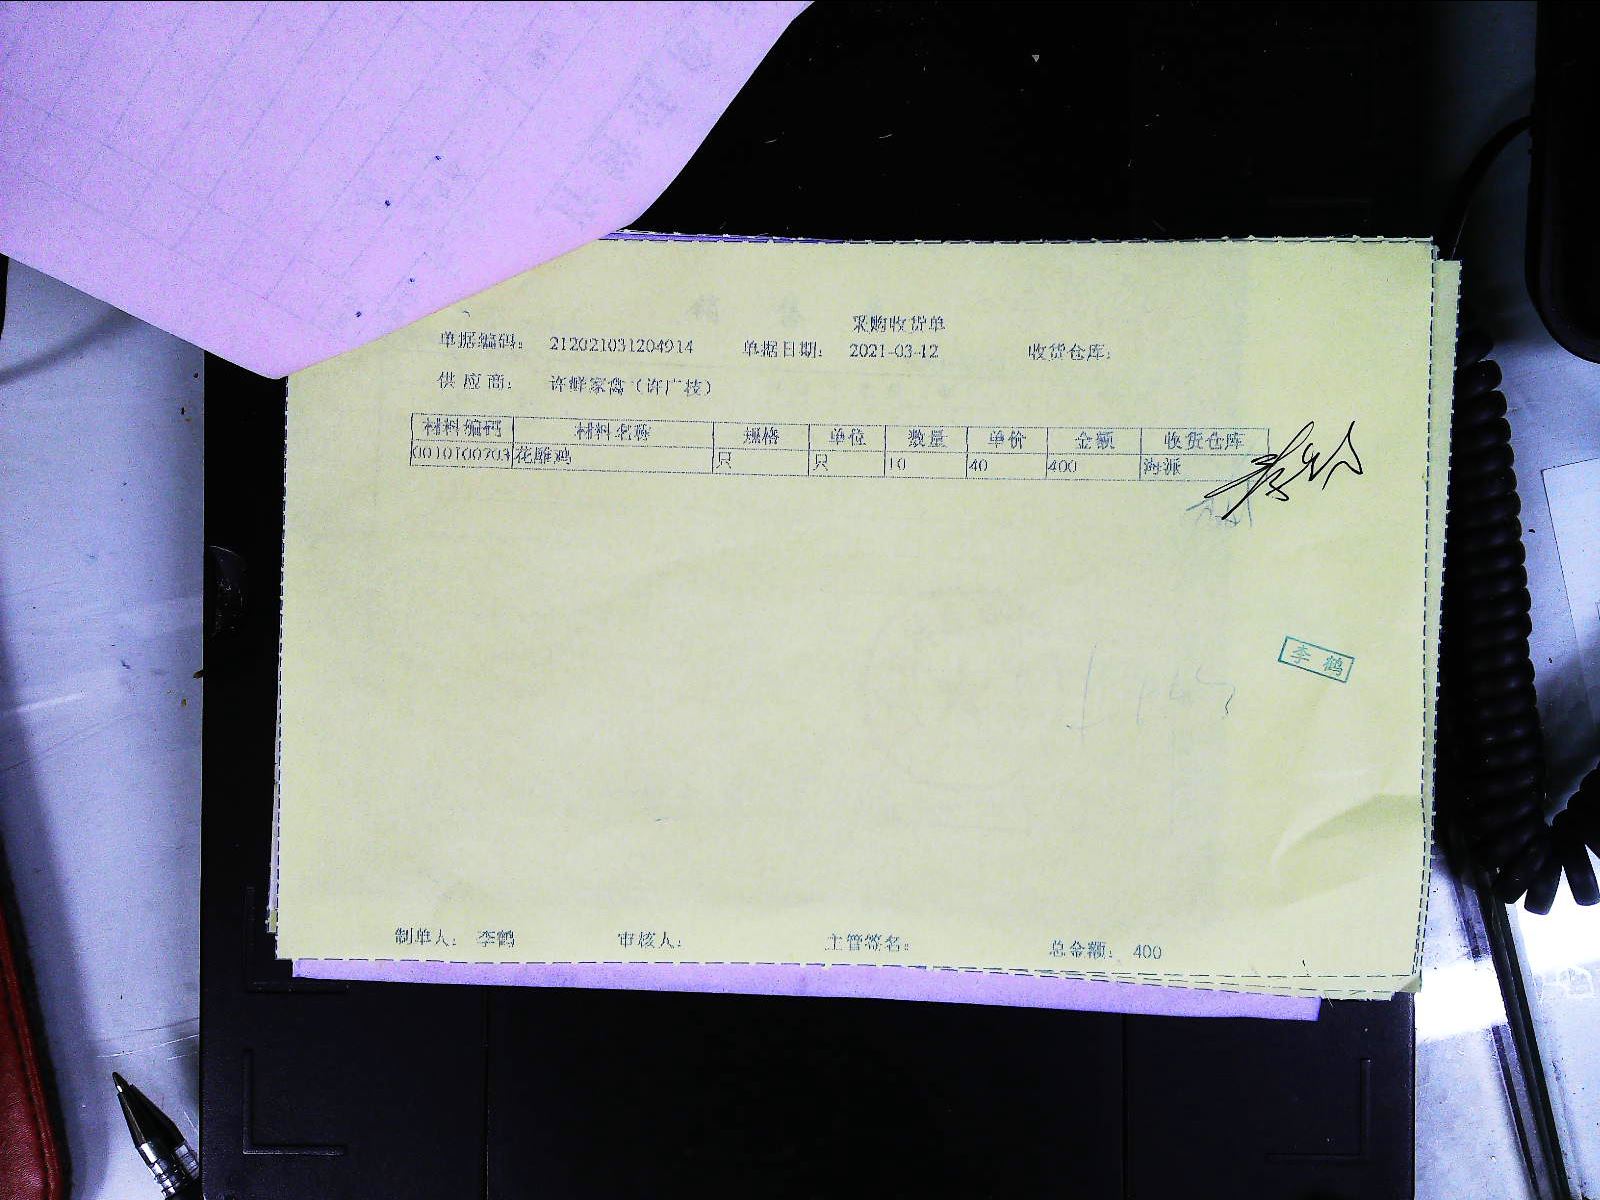 采购收货单
单据编码： 212021031204914 单据日期： 2021-03-12 收货仓库：
供应商： 许鲜家禽（许广技）
材料编码 材料名称 规格 单位 数量 单价 金额 收货仓库
0010100703 花雕鸡 只 只 10 40 400 海派
李鹤
制单人： 李鹤 审核人： 主管签名： 总金额： 400